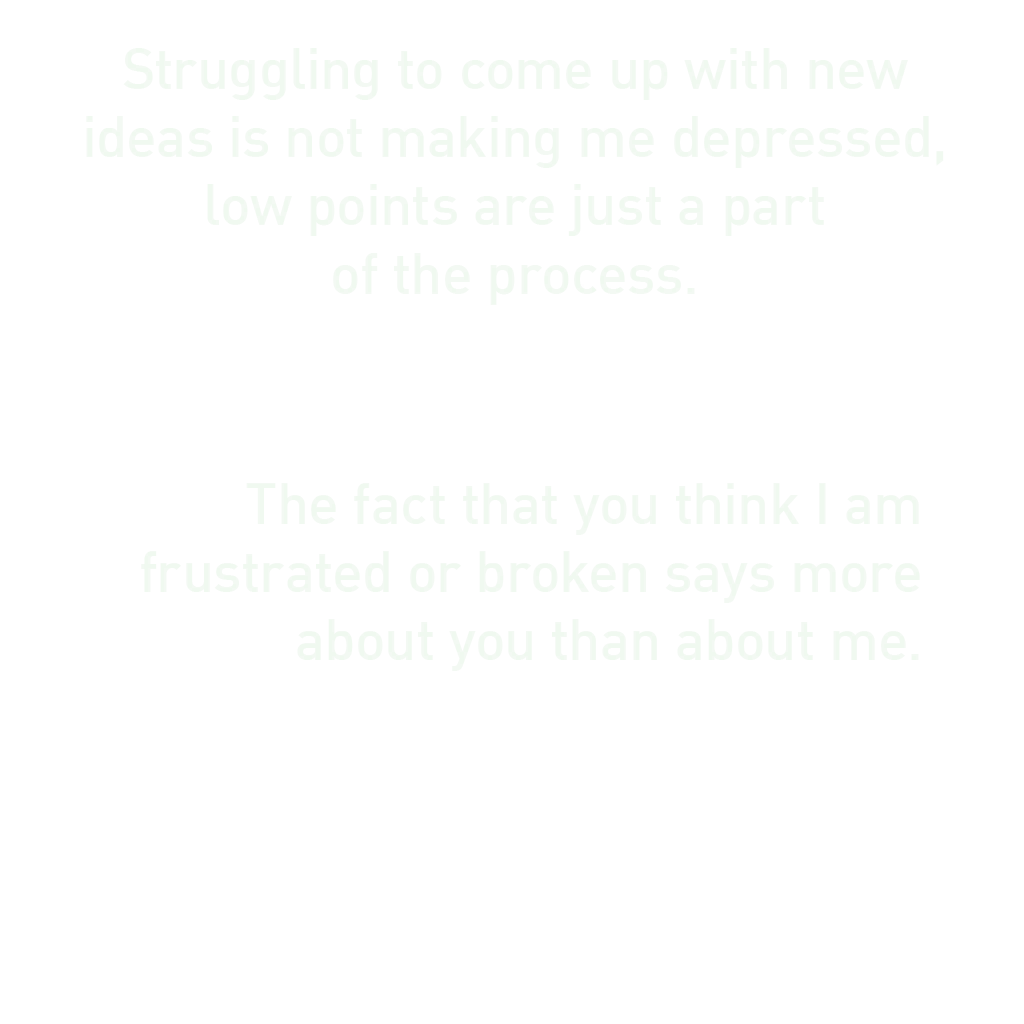 Struggling to come up with new
ideas is not making me depressed,
low points are just a part
of the process.
The fact that you think I am
frustrated or broken says more
about you than about me.